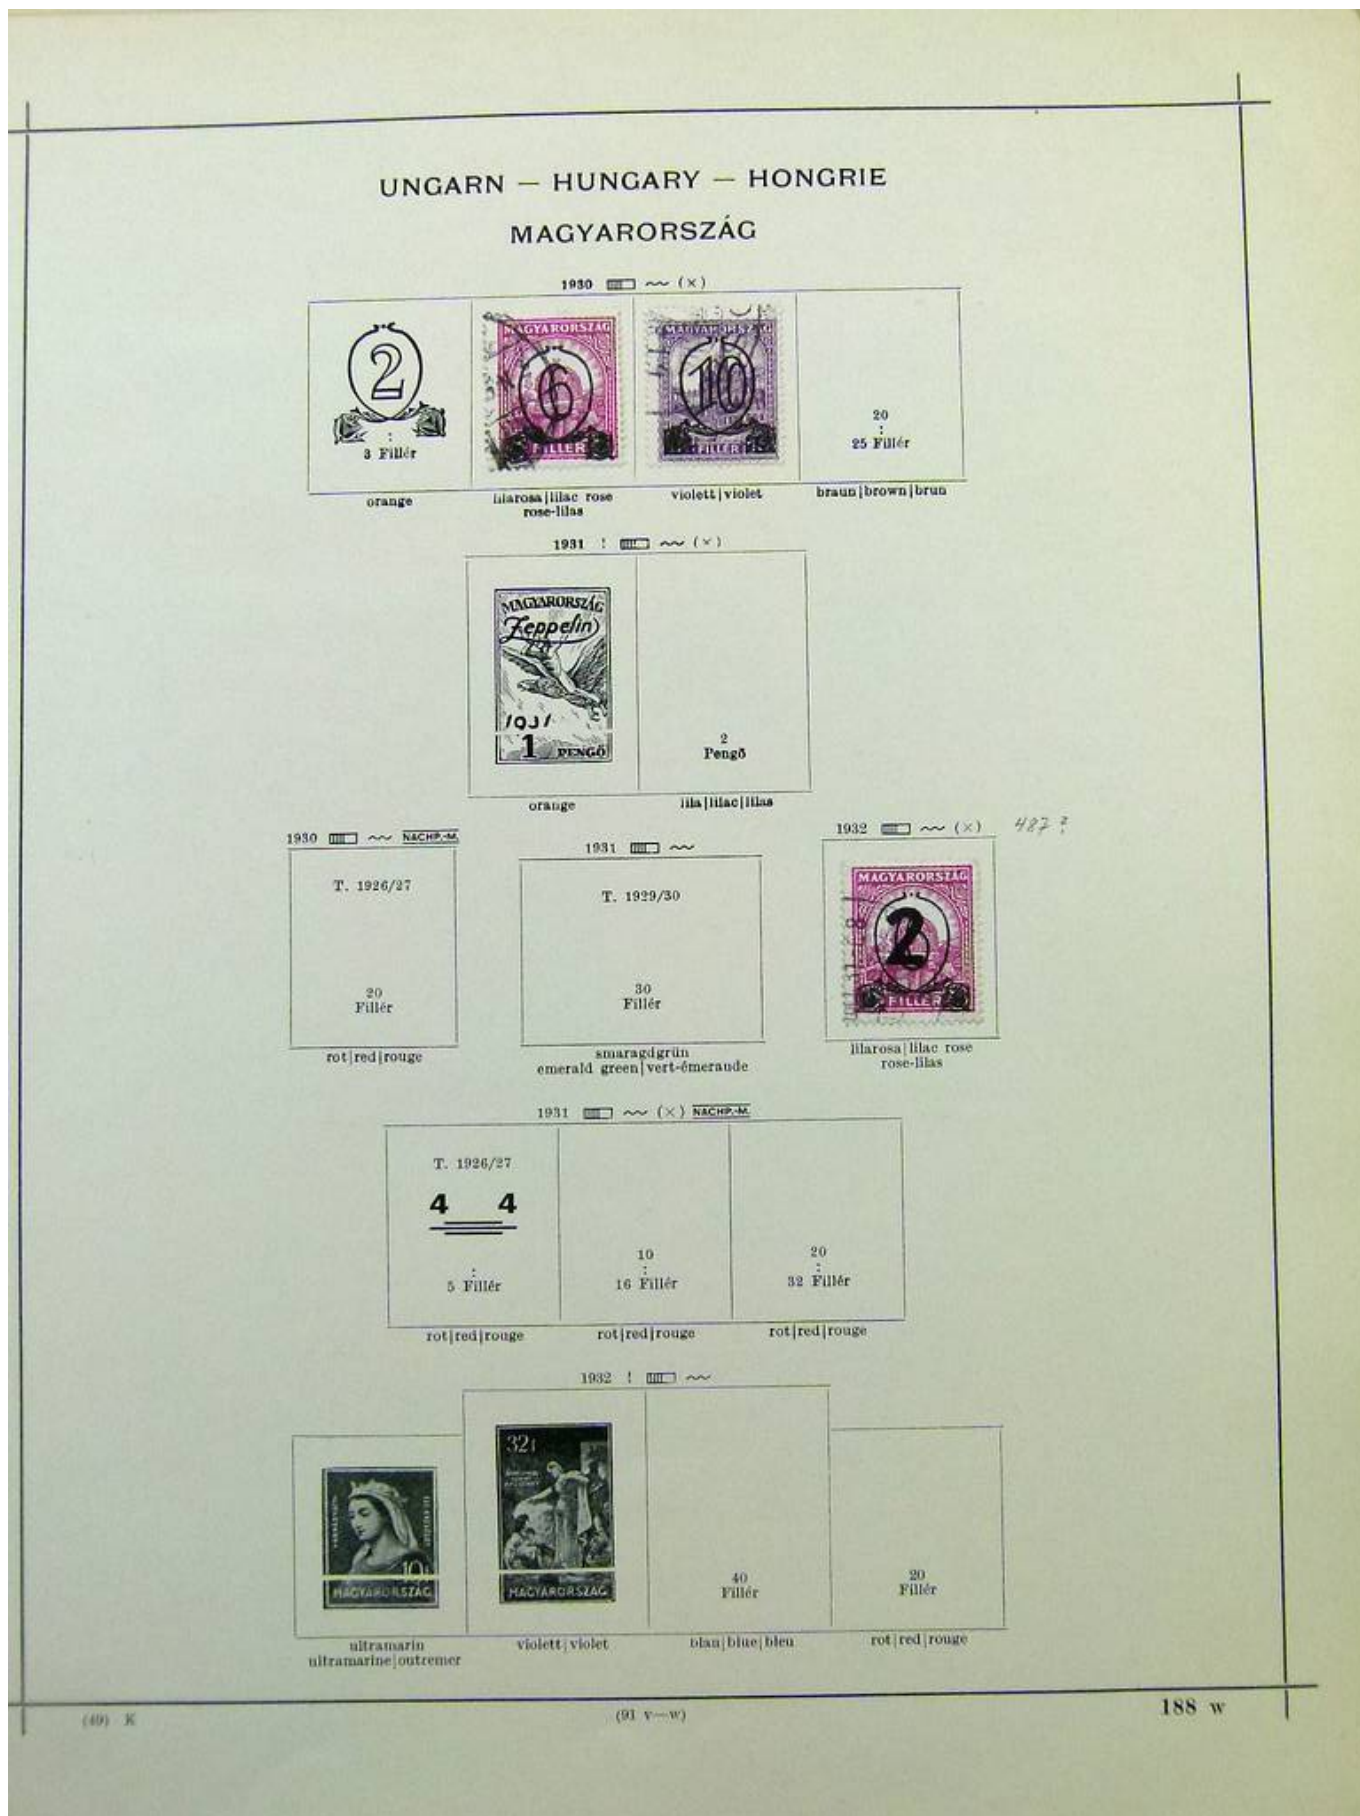 UNGARN — HUNGARY — HONGRIE
MAGYARORSZÁG
1930 (×)
2
:
3 Fillér
MAGYARORSZÁG
6
FILLÉR
MAGYARORSZÁG
10
FILLÉR
20
:
25 Fillér
orange
lilarosa|lilac rose
rose-lilas
violett|violet
braun|brown|brun
1931 ! (×)
MAGYARORSZÁG
Zeppelin
1931
1 PENGŐ
2
Pengő
orange
lila|lilac|lilas
1930 NACHP.-M.
T. 1926/27
20
Fillér
rot|red|rouge
1931
T. 1929/30
30
Fillér
smaragdgrün
emerald green|vert-émeraude
1932 (×) 487?
MAGYARORSZÁG
2
FILLÉR
lilarosa|lilac rose
rose-lilas
1931 (×) NACHP.-M.
T. 1926/27
4 4
:
5 Fillér
10
:
16 Fillér
20
:
32 Fillér
rot|red|rouge
rot|red|rouge
rot|red|rouge
1932 !
10f
MAGYARORSZÁG
32f
MAGYARORSZÁG
40
Fillér
20
Fillér
ultramarin
ultramarine|outremer
violett|violet
blau|blue|bleu
rot|red|rouge
(49) K
(91 v—w)
188 w